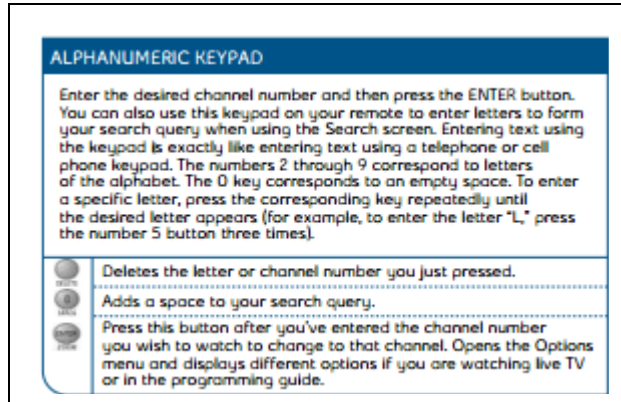 ALPHANUMERIC KEYPAD
Enter the desired channel number and then press the ENTER button.
You can also use this keypad on your remote to enter letters to form
your search query when using the Search screen. Entering text using
the keypad is exactly like entering text using a telephone or cell
phone keypad. The numbers 2 through 9 correspond to letters
of the alphabet. The 0 key corresponds to an empty space. To enter
a specific letter, press the corresponding key repeatedly until
the desired letter appears (for example, to enter the letter “L,” press
the number 5 button three times).
DELETE
Deletes the letter or channel number you just pressed.
0
SPACE
Adds a space to your search query.
ENTER
ZOOM
Press this button after you've entered the channel number
you wish to watch to change to that channel. Opens the Options
menu and displays different options if you are watching live TV
or in the programming guide.